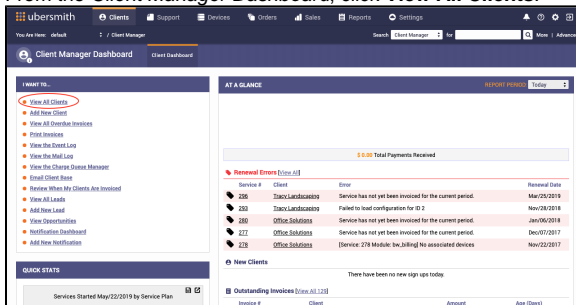 From the Client Manager Dashboard, click View All Clients.
ubersmith Clients Support Devices Orders Sales Reports Settings
You Are Here: default / Client Manager Search Client Manager for More | Advance
Client Manager Dashboard Client Dashboard
I WANT TO...
View All Clients
Add New Client
View All Overdue Invoices
Print Invoices
View the Event Log
View the Mail Log
View the Charge Queue Manager
Email Client Base
Review When My Clients Are Invoiced
View All Leads
Add New Lead
View Opportunities
Notification Dashboard
Add New Notification
QUICK STATS
Services Started May/22/2019 by Service Plan
AT A GLANCE REPORT PERIOD: Today
$ 0.00 Total Payments Received
Renewal Errors [View All]
Service # Client Error Renewal Date
296 Tracy Landscaping Service has not yet been invoiced for the current period. Mar/25/2019
293 Tracy Landscaping Failed to load configuration for ID 2 Nov/28/2018
280 Office Solutions Service has not yet been invoiced for the current period. Jan/06/2018
277 Office Solutions Service has not yet been invoiced for the current period. Dec/07/2017
278 Office Solutions [Service: 278 Module: bw_billing] No associated devices Nov/22/2017
New Clients
There have been no new sign ups today.
Outstanding Invoices [View All 129]
Invoice # Client Amount Age (Days)